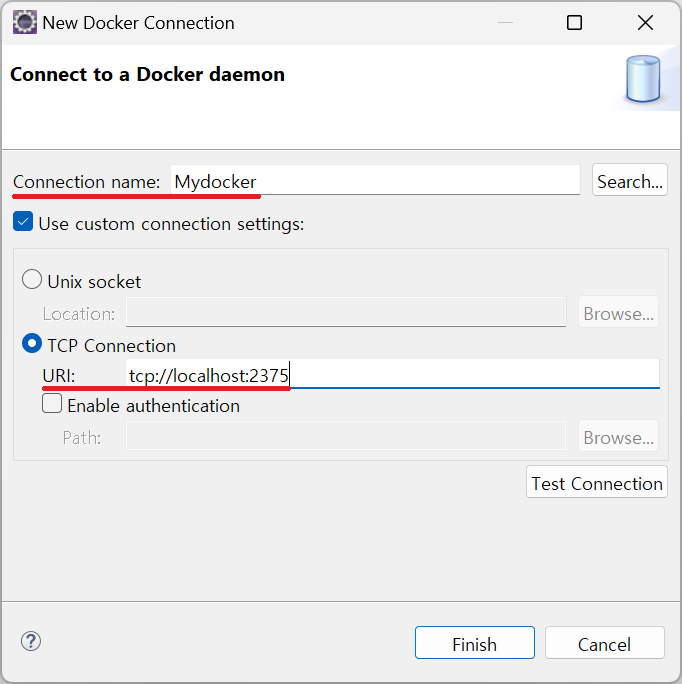 New Docker Connection
Connect to a Docker daemon
Connection name: Mydocker Search...
Use custom connection settings:
Unix socket
Location: Browse...
TCP Connection
URI: tcp://localhost:2375
Enable authentication
Path: Browse...
Test Connection
? Finish Cancel